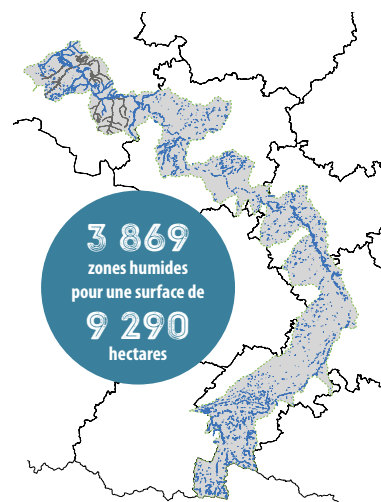 3 869
zones humides
pour une surface de
9 290
hectares